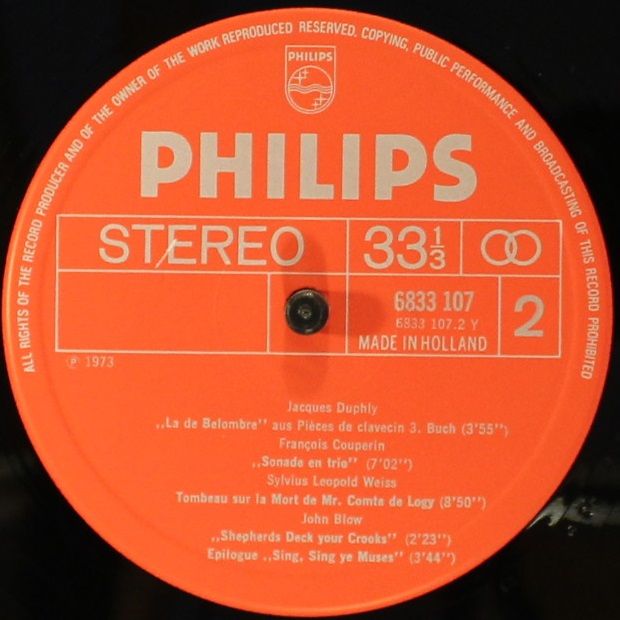 ALL RIGHTS OF THE RECORD PRODUCER AND OF THE OWNER OF THE WORK REPRODUCED RESERVED. COPYING, PUBLIC PERFORMANCE AND BROADCASTING OF THIS RECORD PROHIBITED
PHILIPS
PHILIPS
STEREO 33 1/3
6833 107
6833 107.2 Y
2
MADE IN HOLLAND
℗ 1973
Jacques Duphly
„La de Belombre” aus Pièces de clavecin 3. Buch (3'55”)
François Couperin
„Sonade en trio” (7'02”)
Sylvius Leopold Weiss
Tombeau sur la Mort de Mr. Comte de Logy (8'50”)
John Blow
„Shepherds Deck your Crooks” (2'23”)
Epilogue „Sing, Sing ye Muses” (3'44”)